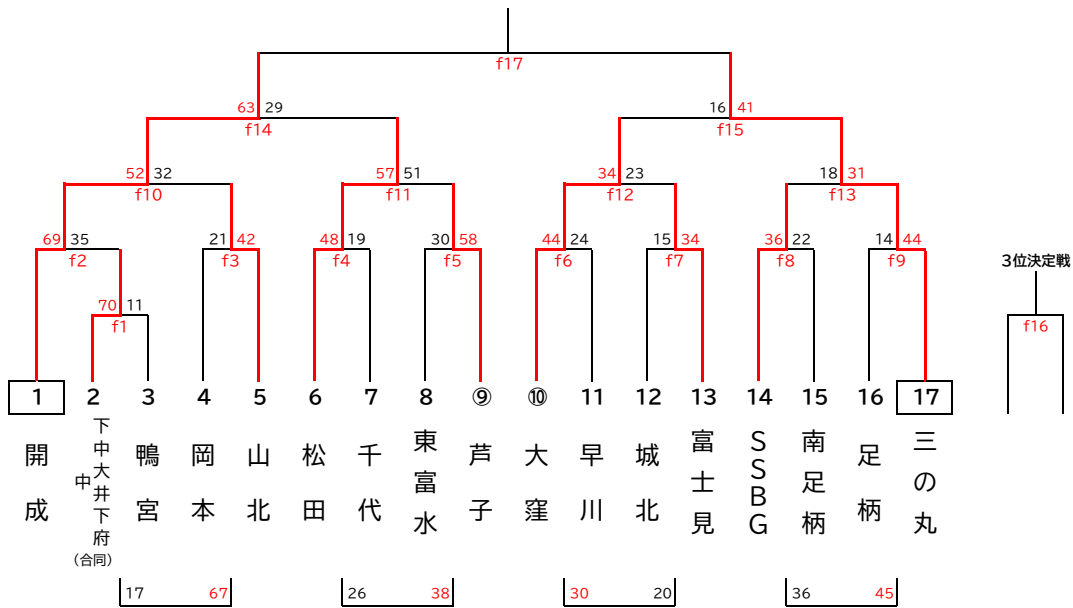 f17
63 29
f14
16 41
f15
52 32
f10
57 51
f11
34 23
f12
18 31
f13
69 35
f2
21 42
f3
48 19
f4
30 58
f5
44 24
f6
15 34
f7
36 22
f8
14 44
f9
3位決定戦
f16
70 11
f1
1 2 3 4 5 6 7 8 ⑨ ⑩ 11 12 13 14 15 16 17
開成
下中大井下府中
(合同)
鴨宮
岡本
山北
松田
千代
東富水
芦子
大窪
早川
城北
富士見
SSBG
南足柄
足柄
三の丸
17 67
26 38
30 20
36 45